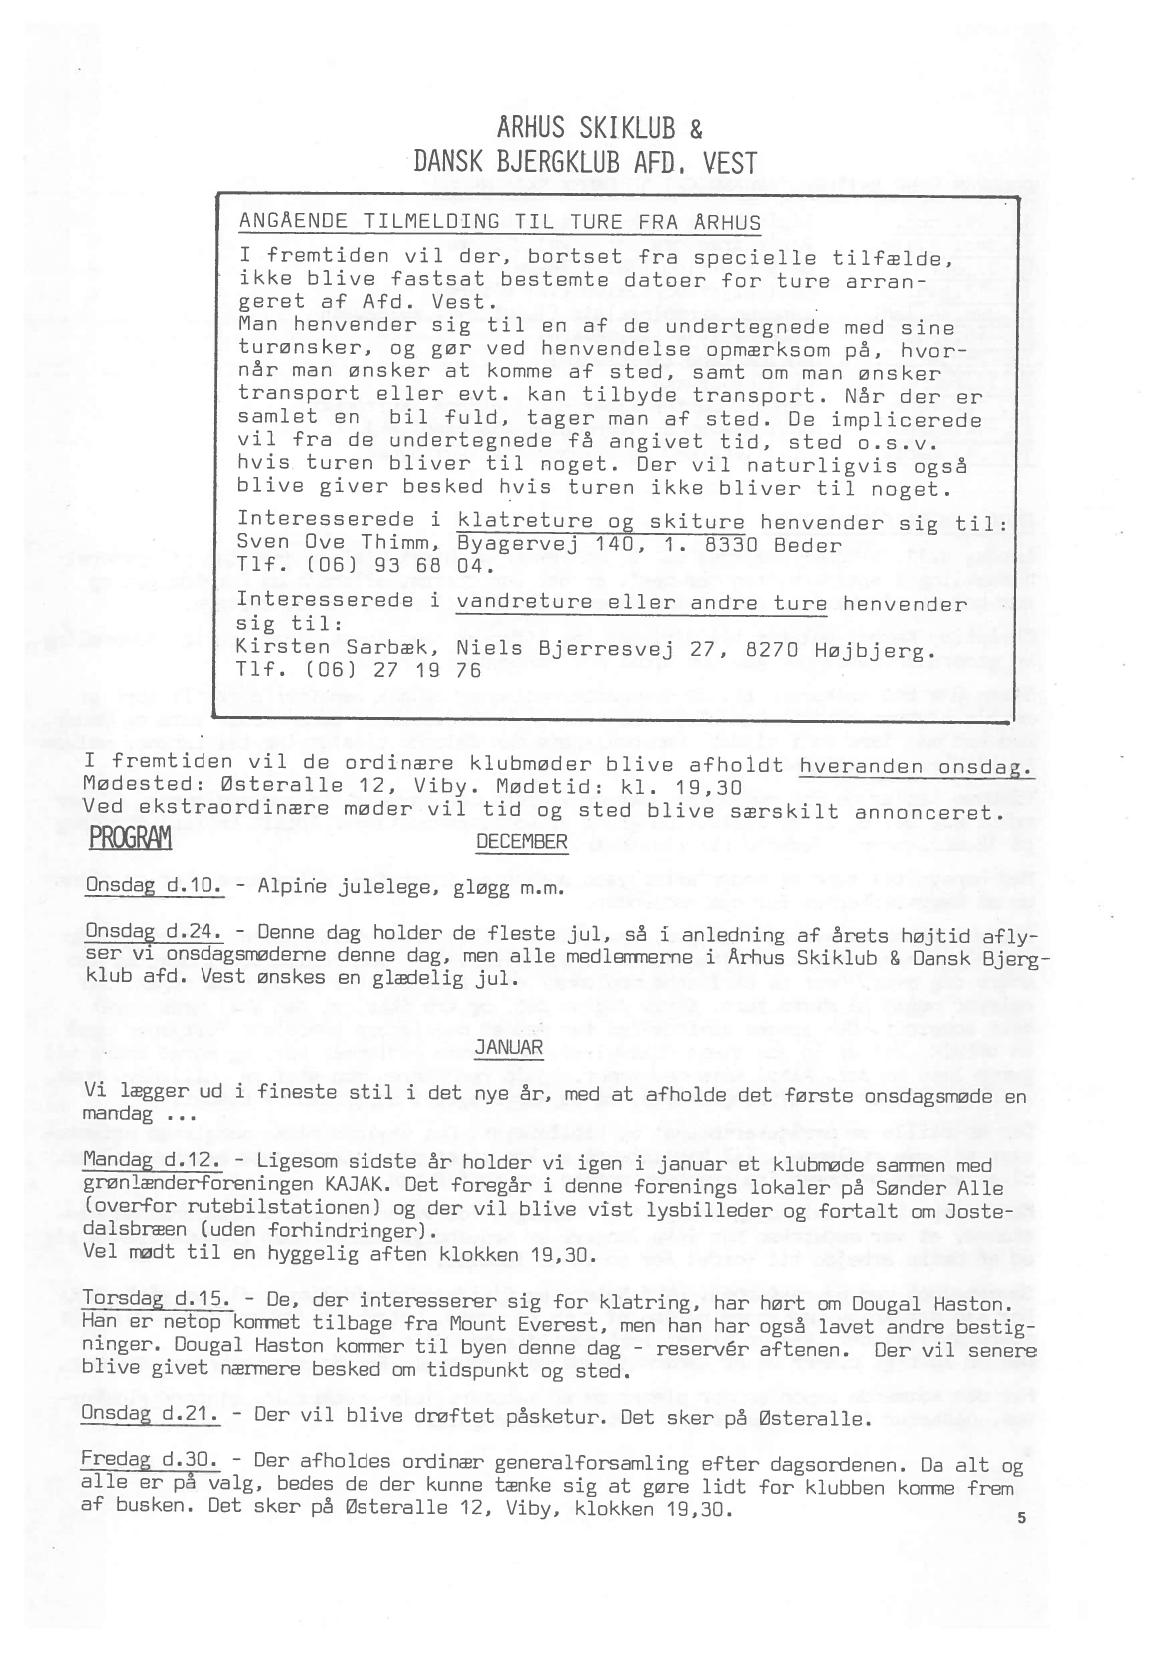 ÅRHUS SKIKLUB &
DANSK BJERGKLUB AFD. VEST
ANGÅENDE TILMELDING TIL TURE FRA ÅRHUS
I fremtiden vil der, bortset fra specielle tilfælde,
ikke blive fastsat bestemte datoer for ture arran-
geret af Afd. Vest.
Man henvender sig til en af de undertegnede med sine
turønsker, og gør ved henvendelse opmærksom på, hvor-
når man ønsker at komme af sted, samt om man ønsker
transport eller evt. kan tilbyde transport. Når der er
samlet en bil fuld, tager man af sted. De implicerede
vil fra de undertegnede få angivet tid, sted o.s.v.
hvis turen bliver til noget. Der vil naturligvis også
blive giver besked hvis turen ikke bliver til noget.
Interesserede i klatreture og skiture henvender sig til:
Sven Ove Thimm, Byagervej 140, 1. 8330 Beder
Tlf. (06) 93 68 04.
Interesserede i vandreture eller andre ture henvender
sig til:
Kirsten Sarbæk, Niels Bjerresvej 27, 8270 Højbjerg.
Tlf. (06) 27 19 76
I fremtiden vil de ordinære klubmøder blive afholdt hveranden onsdag.
Mødested: Østeralle 12, Viby. Mødetid: kl. 19,30
Ved ekstraordinære møder vil tid og sted blive særskilt annonceret.
PROGRAM DECEMBER
Onsdag d.10. - Alpine julelege, gløgg m.m.
Onsdag d.24. - Denne dag holder de fleste jul, så i anledning af årets højtid afly-
ser vi onsdagsmøderne denne dag, men alle medlemmerne i Århus Skiklub & Dansk Bjerg-
klub afd. Vest ønskes en glædelig jul.
JANUAR
Vi lægger ud i fineste stil i det nye år, med at afholde det første onsdagsmøde en
mandag ...
Mandag d.12. - Ligesom sidste år holder vi igen i januar et klubmøde sammen med
grønlænderforeningen KAJAK. Det foregår i denne forenings lokaler på Sønder Alle
(overfor rutebilstationen) og der vil blive vist lysbilleder og fortalt om Joste-
dalsbræen (uden forhindringer).
Vel mødt til en hyggelig aften klokken 19,30.
Torsdag d.15. - De, der interesserer sig for klatring, har hørt om Dougal Haston.
Han er netop kommet tilbage fra Mount Everest, men han har også lavet andre bestig-
ninger. Dougal Haston kommer til byen denne dag - reservér aftenen. Der vil senere
blive givet nærmere besked om tidspunkt og sted.
Onsdag d.21. - Der vil blive drøftet påsketur. Det sker på Østeralle.
Fredag d.30. - Der afholdes ordinær generalforsamling efter dagsordenen. Da alt og
alle er på valg, bedes de der kunne tænke sig at gøre lidt for klubben komme frem
af busken. Det sker på Østeralle 12, Viby, klokken 19,30.
5